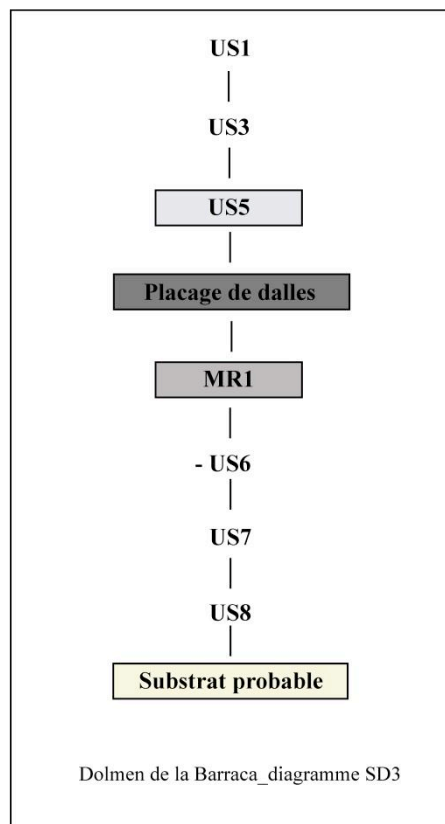 US1
US3
US5
Placage de dalles
MR1
- US6
US7
US8
Substrat probable
Dolmen de la Barraca_diagramme SD3